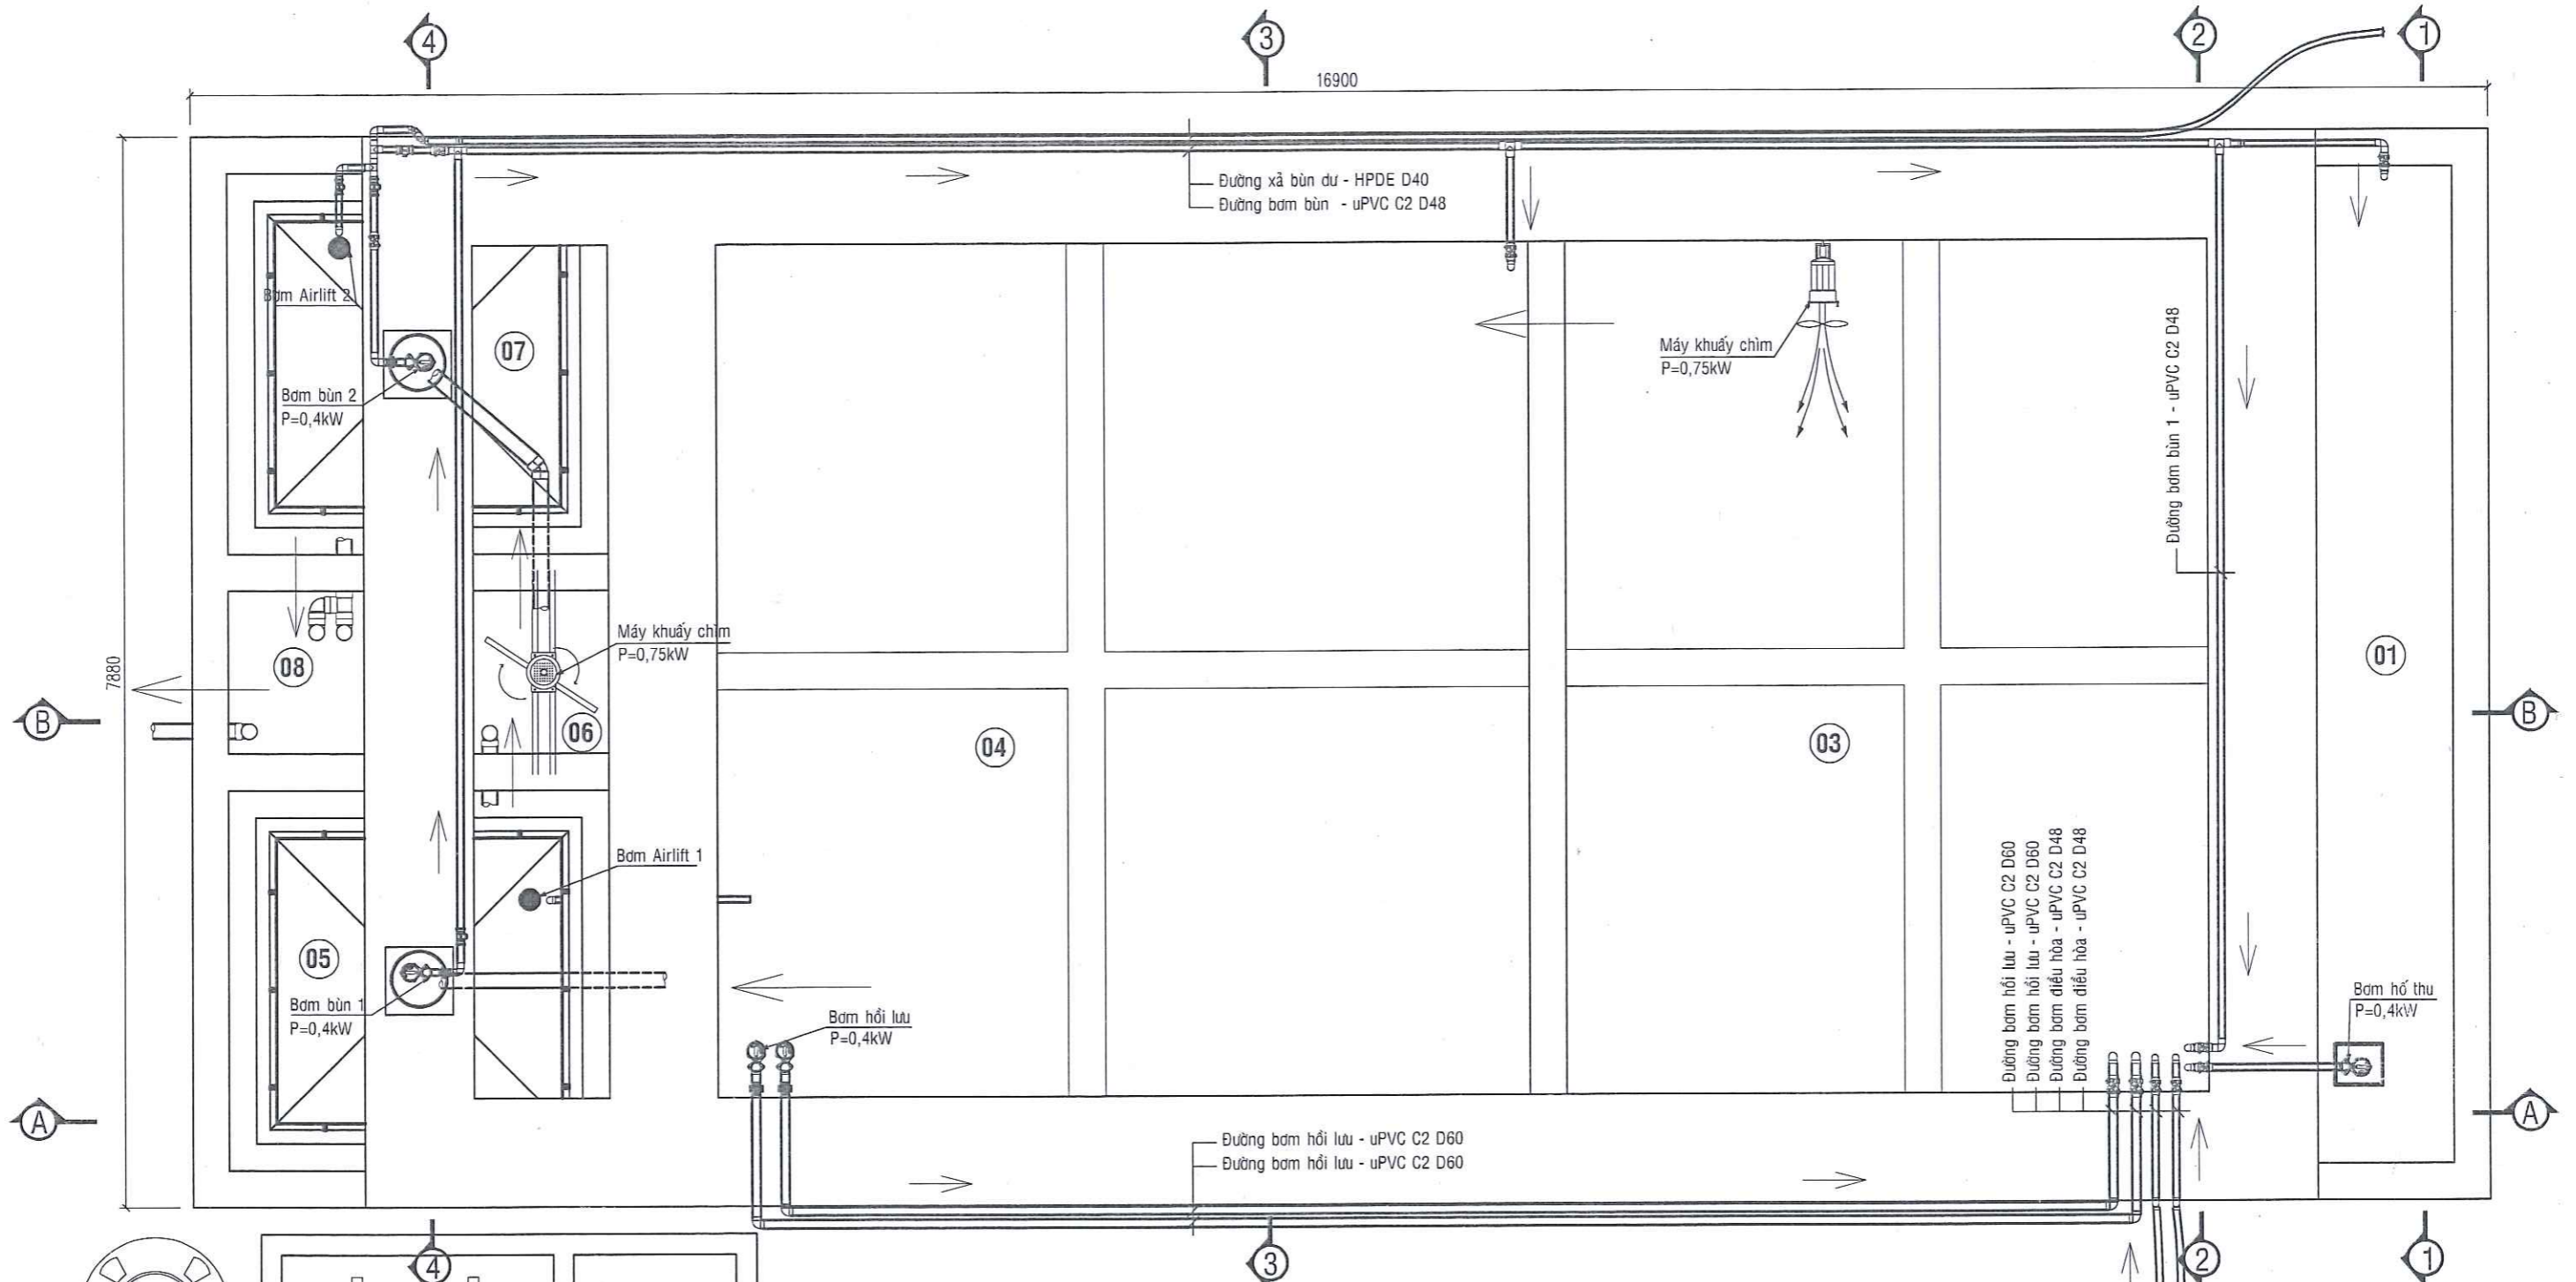 4
3
2
1
16900
Đường xả bùn dư - HPDE D40
Đường bơm bùn - uPVC C2 D48
Bơm Airlift 2
07
Máy khuấy chìm
P=0,75kW
Đường bơm bùn 1 - uPVC C2 D48
Bơm bùn 2
P=0,4kW
7880
Máy khuấy chìm
P=0,75kW
08
01
B
06
04
03
B
Bơm Airlift 1
05
Bơm bùn 1
P=0,4kW
Bơm hồi lưu
P=0,4kW
Đường bơm hồi lưu - uPVC C2 D60
Đường bơm hồi lưu - uPVC C2 D60
Đường bơm điều hòa - uPVC C2 D48
Đường bơm điều hòa - uPVC C2 D48
Bơm hố thu
P=0,4kW
A
A
Đường bơm hồi lưu - uPVC C2 D60
Đường bơm hồi lưu - uPVC C2 D60
4
3
2
1